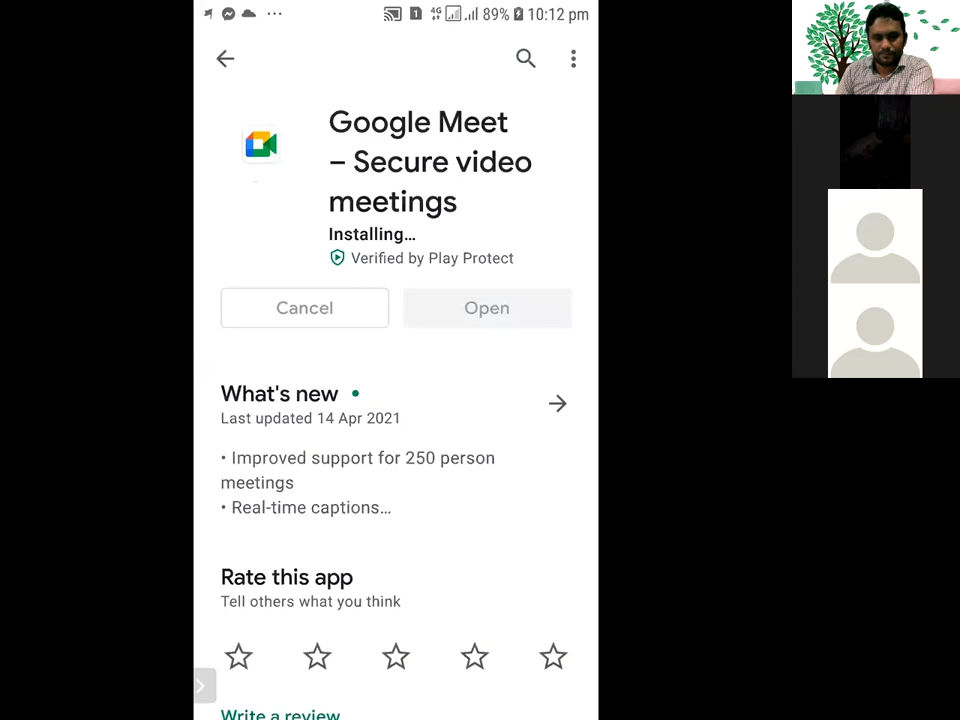 1 4G 89% 10:12 pm
Google Meet
– Secure video
meetings
Installing...
Verified by Play Protect
Cancel
Open
What's new
Last updated 14 Apr 2021
• Improved support for 250 person
meetings
• Real-time captions...
Rate this app
Tell others what you think
Write a review